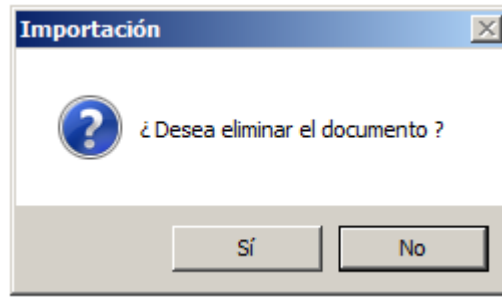 Importación
¿ Desea eliminar el documento ?
Sí
No